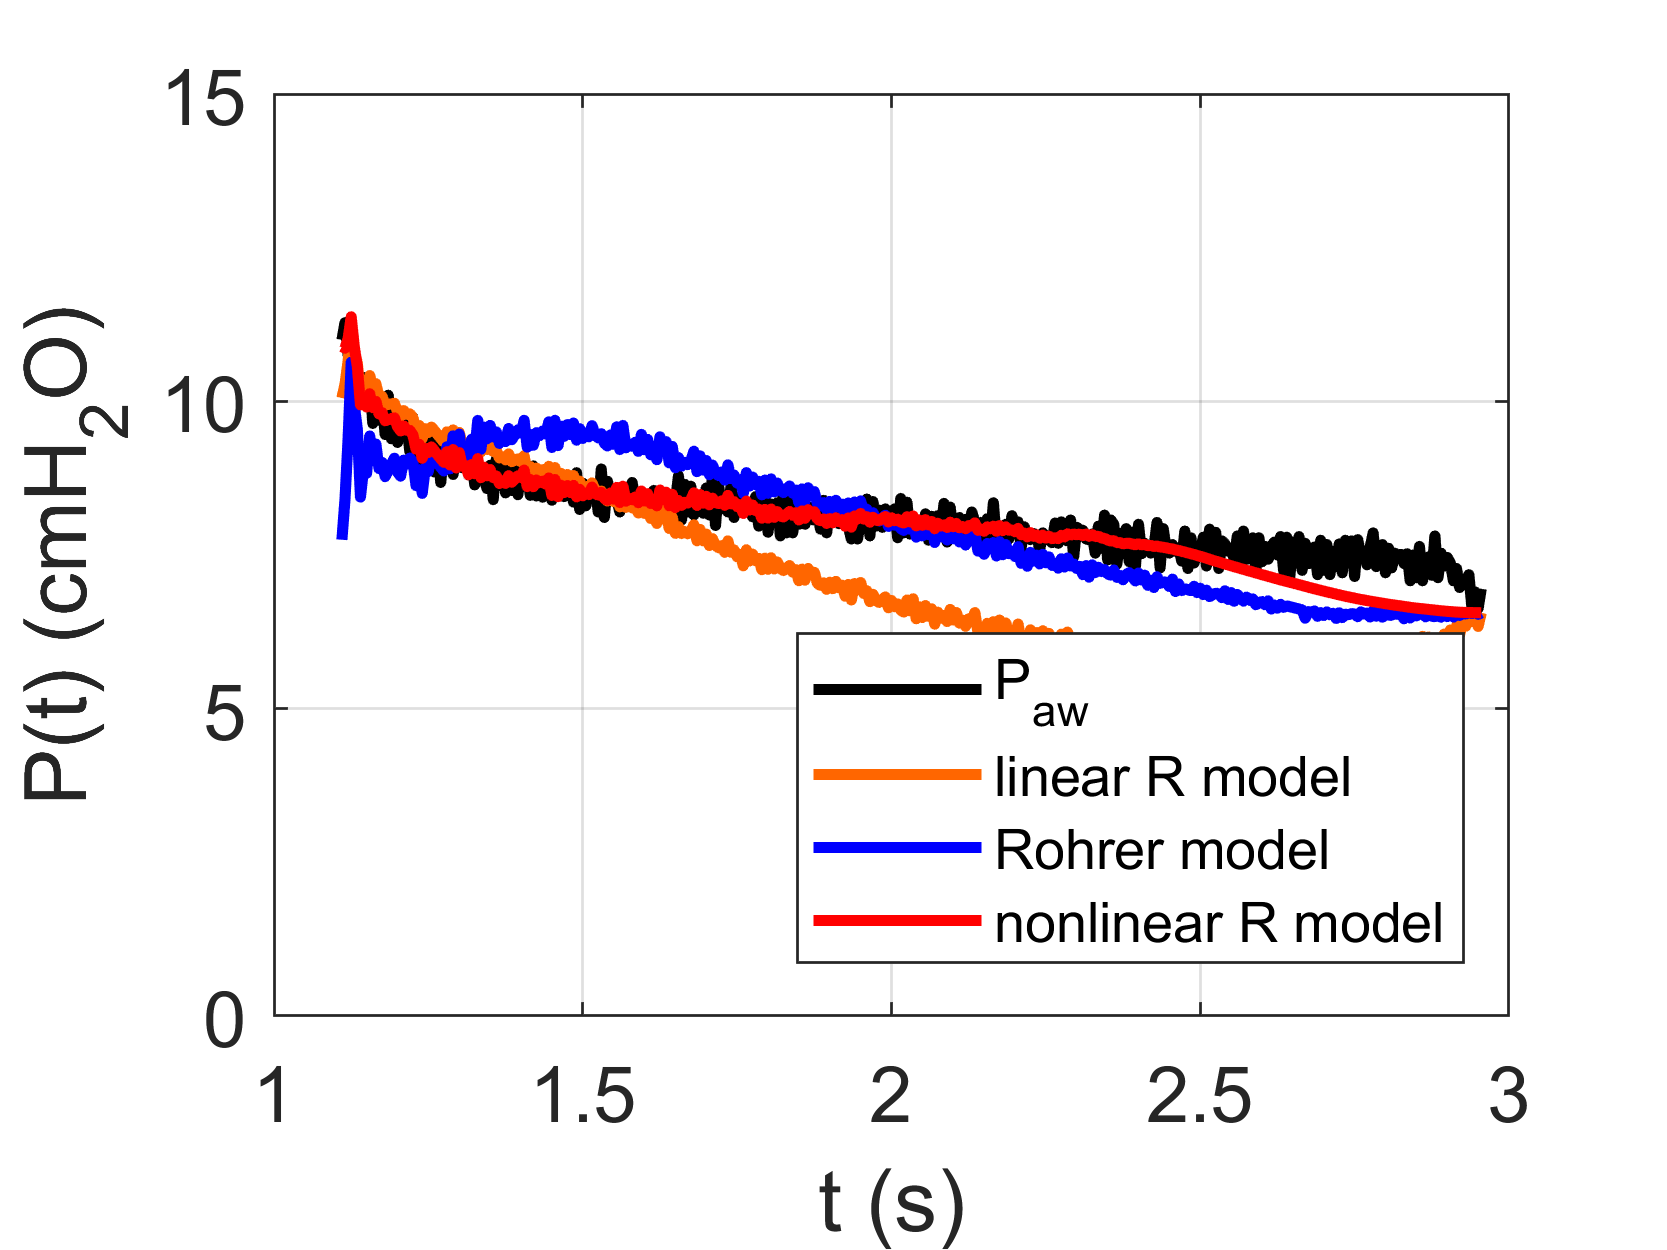 15
10
5
0
P(t) (cmH2O)
1 1.5 2 2.5 3
t (s)
Paw
linear R model
Rohrer model
nonlinear R model